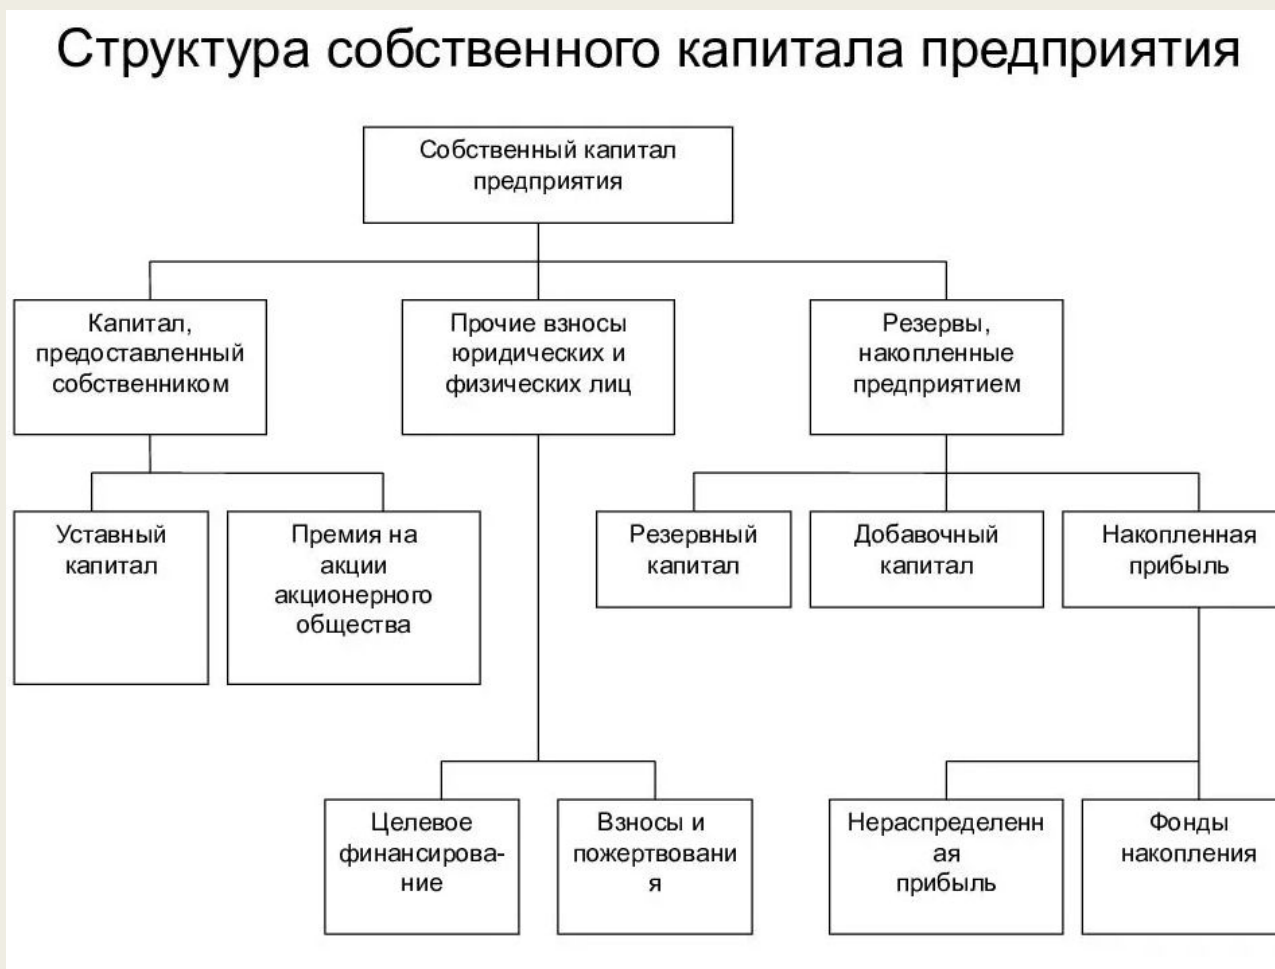 Структура собственного капитала предприятия
Собственный капитал
предприятия
Капитал,
предоставленный
собственником
Прочие взносы
юридических и
физических лиц
Резервы,
накопленные
предприятием
Уставный
капитал
Премия на
акции
акционерного
общества
Резервный
капитал
Добавочный
капитал
Накопленная
прибыль
Целевое
финансирова-
ние
Взносы и
пожертвовани
я
Нераспределенн
ая
прибыль
Фонды
накопления